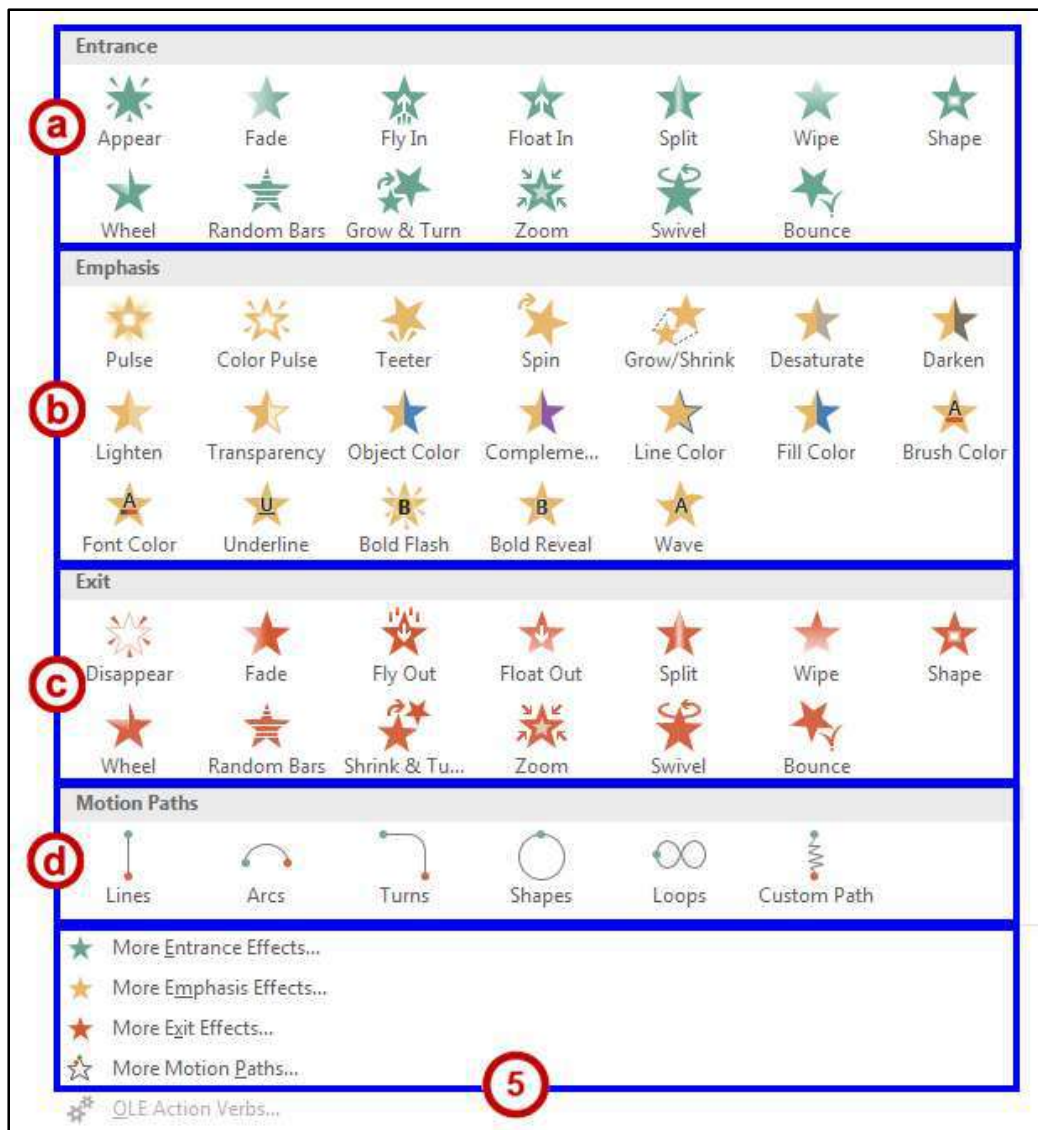 Entrance
a
Appear Fade Fly In Float In Split Wipe Shape
Wheel Random Bars Grow & Turn Zoom Swivel Bounce
Emphasis
Pulse Color Pulse Teeter Spin Grow/Shrink Desaturate Darken
b
Lighten Transparency Object Color Compleme... Line Color Fill Color Brush Color
A U B B A
Font Color Underline Bold Flash Bold Reveal Wave
Exit
Disappear Fade Fly Out Float Out Split Wipe Shape
c
Wheel Random Bars Shrink & Tu... Zoom Swivel Bounce
Motion Paths
d
Lines Arcs Turns Shapes Loops Custom Path
More Entrance Effects...
More Emphasis Effects...
More Exit Effects...
More Motion Paths...
5
OLE Action Verbs...